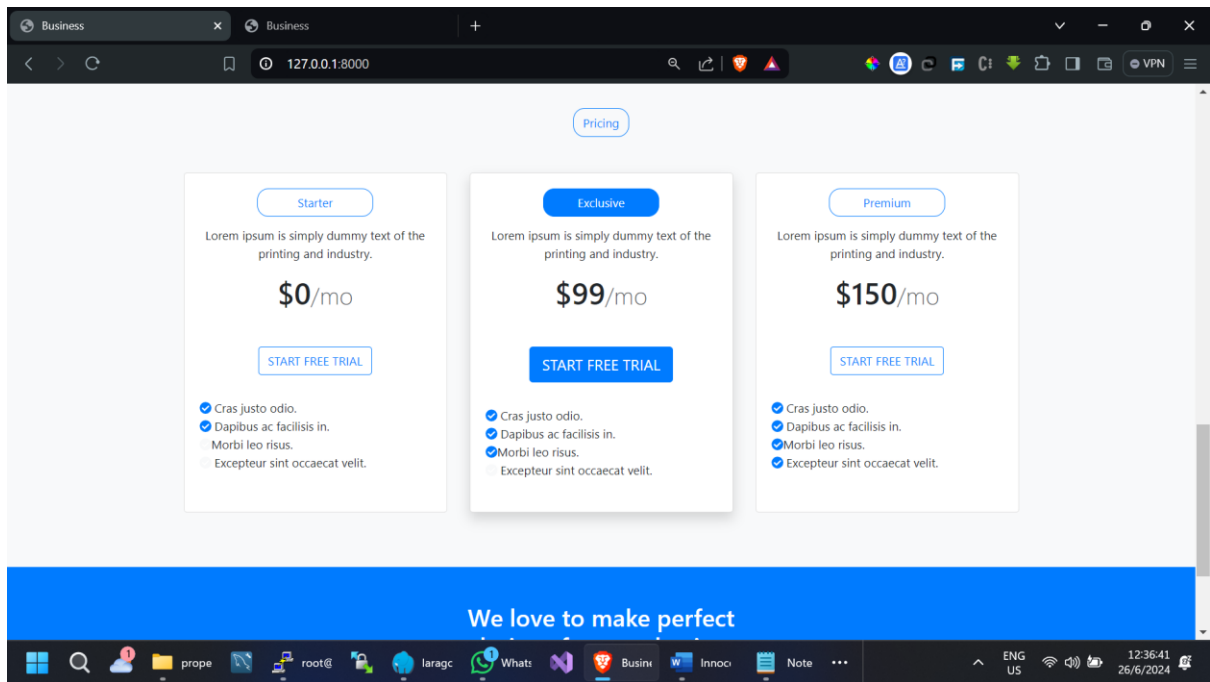 Business
Business
127.0.0.1:8000
VPN
Pricing
Starter
Lorem ipsum is simply dummy text of the
printing and industry.
$0/mo
START FREE TRIAL
Cras justo odio.
Dapibus ac facilisis in.
Morbi leo risus.
Excepteur sint occaecat velit.
Exclusive
Lorem ipsum is simply dummy text of the
printing and industry.
$99/mo
START FREE TRIAL
Cras justo odio.
Dapibus ac facilisis in.
Morbi leo risus.
Excepteur sint occaecat velit.
Premium
Lorem ipsum is simply dummy text of the
printing and industry.
$150/mo
START FREE TRIAL
Cras justo odio.
Dapibus ac facilisis in.
Morbi leo risus.
Excepteur sint occaecat velit.
We love to make perfect
1
prope
root@
laragc
1
Whats
Busine
Innoc
Note
ENG
US
12:36:41
26/6/2024